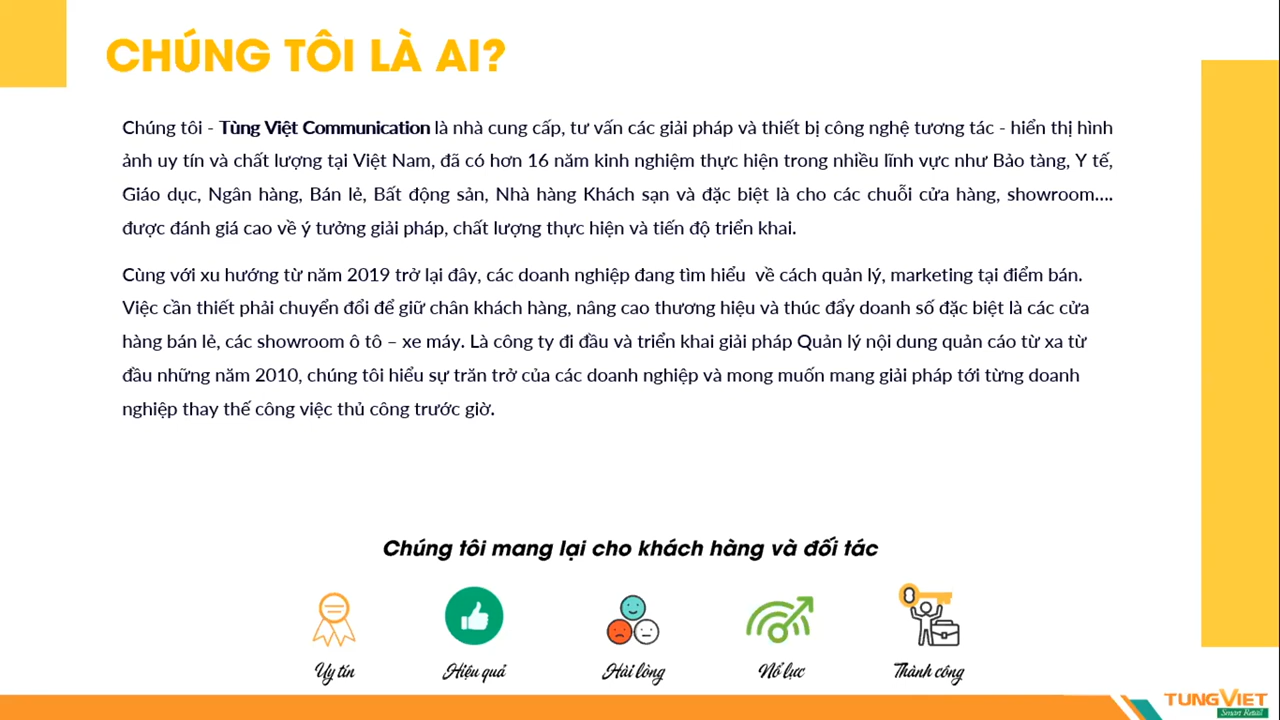 CHÚNG TÔI LÀ AI?
Chúng tôi - Tùng Việt Communication là nhà cung cấp, tư vấn các giải pháp và thiết bị công nghệ tương tác - hiển thị hình
ảnh uy tín và chất lượng tại Việt Nam, đã có hơn 16 năm kinh nghiệm thực hiện trong nhiều lĩnh vực như Bảo tàng, Y tế,
Giáo dục, Ngân hàng, Bán lẻ, Bất động sản, Nhà hàng Khách sạn và đặc biệt là cho các chuỗi cửa hàng, showroom....
được đánh giá cao về ý tưởng giải pháp, chất lượng thực hiện và tiến độ triển khai.
Cùng với xu hướng từ năm 2019 trở lại đây, các doanh nghiệp đang tìm hiểu  về cách quản lý, marketing tại điểm bán.
Việc cần thiết phải chuyển đổi để giữ chân khách hàng, nâng cao thương hiệu và thúc đẩy doanh số đặc biệt là các cửa
hàng bán lẻ, các showroom ô tô – xe máy. Là công ty đi đầu và triển khai giải pháp Quản lý nội dung quản cáo từ xa từ
đầu những năm 2010, chúng tôi hiểu sự trăn trở của các doanh nghiệp và mong muốn mang giải pháp tới từng doanh
nghiệp thay thế công việc thủ công trước giờ.
Chúng tôi mang lại cho khách hàng và đối tác
Uy tín
Hiệu quả
Hài lòng
Nỗ lực
Thành công
TUNGVIET
Smart Retail